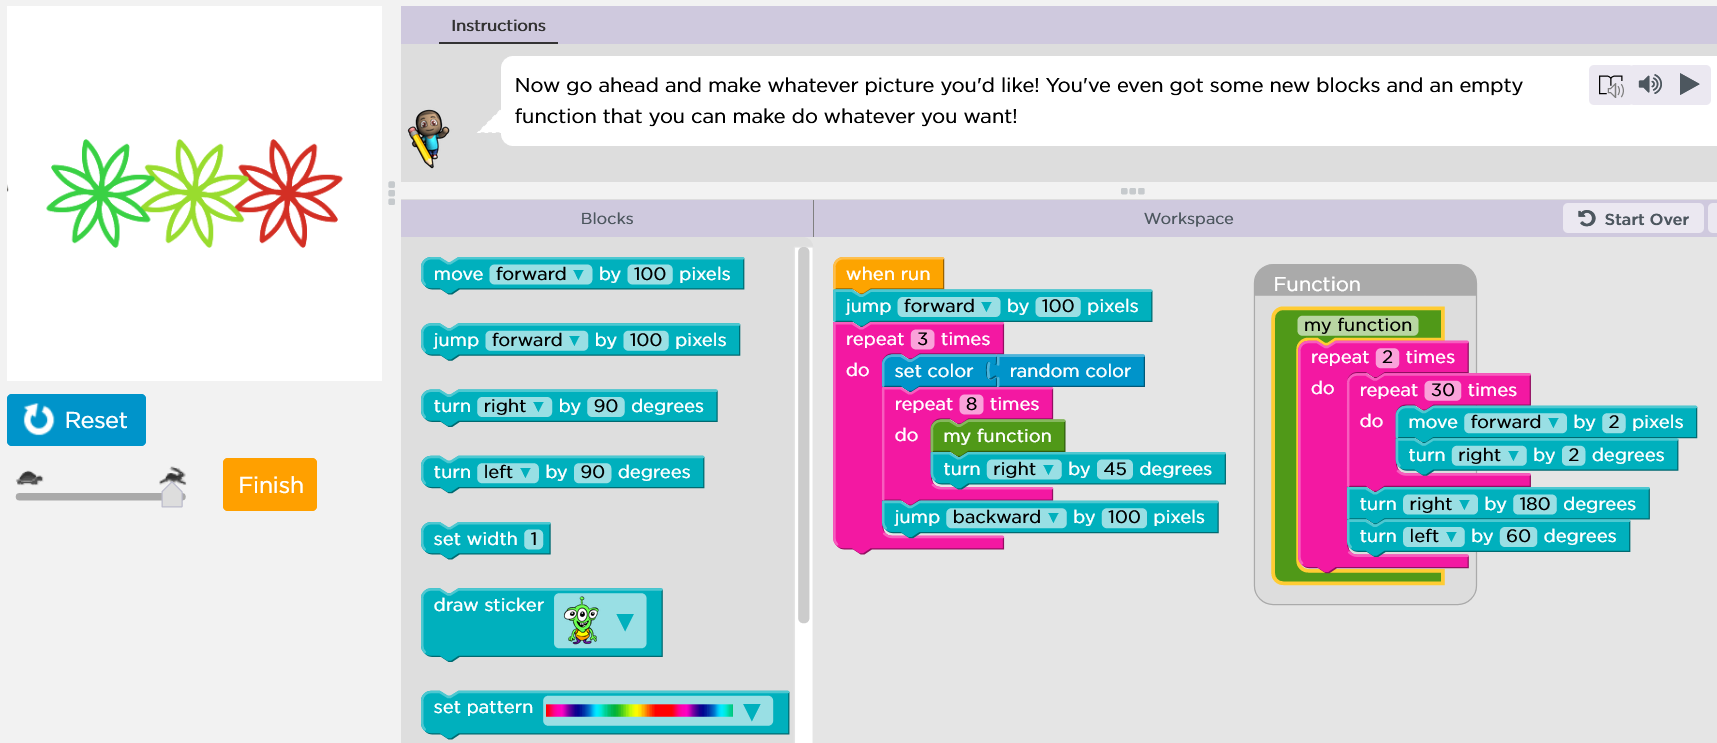 Instructions
Now go ahead and make whatever picture you'd like! You've even got some new blocks and an empty
function that you can make do whatever you want!
Blocks
Workspace
Start Over
move forward ▼ by 100 pixels
jump forward ▼ by 100 pixels
turn right ▼ by 90 degrees
turn left ▼ by 90 degrees
set width 1
draw sticker ▼
set pattern ▼
when run
jump forward ▼ by 100 pixels
repeat 3 times
do set color random color
repeat 8 times
do my function
turn right ▼ by 45 degrees
jump backward ▼ by 100 pixels
Function
my function
repeat 2 times
do repeat 30 times
do move forward ▼ by 2 pixels
turn right ▼ by 2 degrees
turn right ▼ by 180 degrees
turn left ▼ by 60 degrees
Reset
Finish